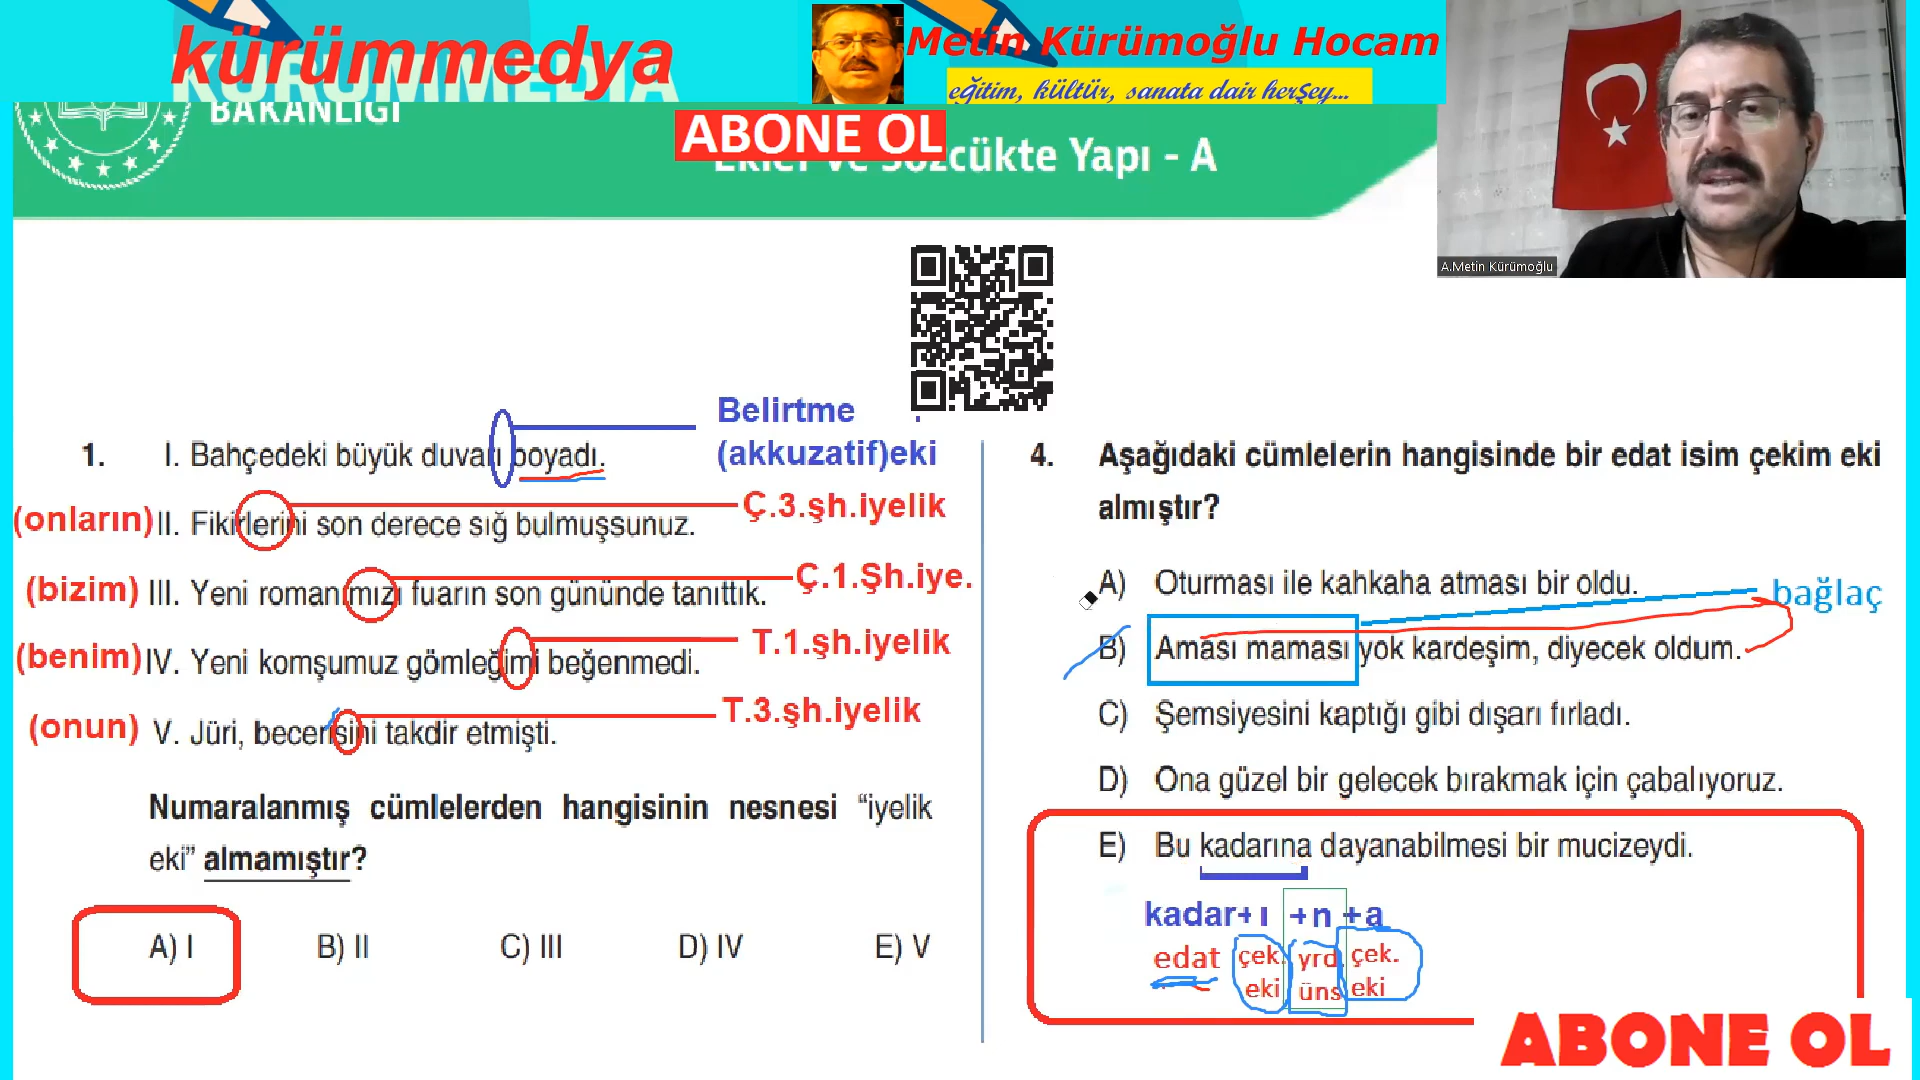 kürümmedya
KÜRÜMMEDIA
Metin Kürümoğlu Hocam
eğitim, kültür, sanata dair herşey...
BAKANLIĞI
ABONE OL
Ekler ve Sözcükte Yapı - A
A.Metin Kürümoğlu
Belirtme
(akkuzatif)eki
1. I. Bahçedeki büyük duvarı boyadı.
(onların) II. Fikirlerini son derece sığ bulmuşsunuz. Ç.3.şh.iyelik
(bizim) III. Yeni romanımızı fuarın son gününde tanıttık. Ç.1.Şh.iye.
(benim) IV. Yeni komşumuz gömleğimi beğenmedi. T.1.şh.iyelik
(onun) V. Jüri, becerisini takdir etmişti. T.3.şh.iyelik
Numaralanmış cümlelerden hangisinin nesnesi “iyelik
eki” almamıştır?
A) I B) II C) III D) IV E) V
4. Aşağıdaki cümlelerin hangisinde bir edat isim çekim eki
almıştır?
A) Oturması ile kahkaha atması bir oldu.
bağlaç
B) Aması maması yok kardeşim, diyecek oldum.
C) Şemsiyesini kaptığı gibi dışarı fırladı.
D) Ona güzel bir gelecek bırakmak için çabalıyoruz.
E) Bu kadarına dayanabilmesi bir mucizeydi.
kadar+ı +n +a
edat çek. yrd. çek.
eki üns eki
ABONE OL